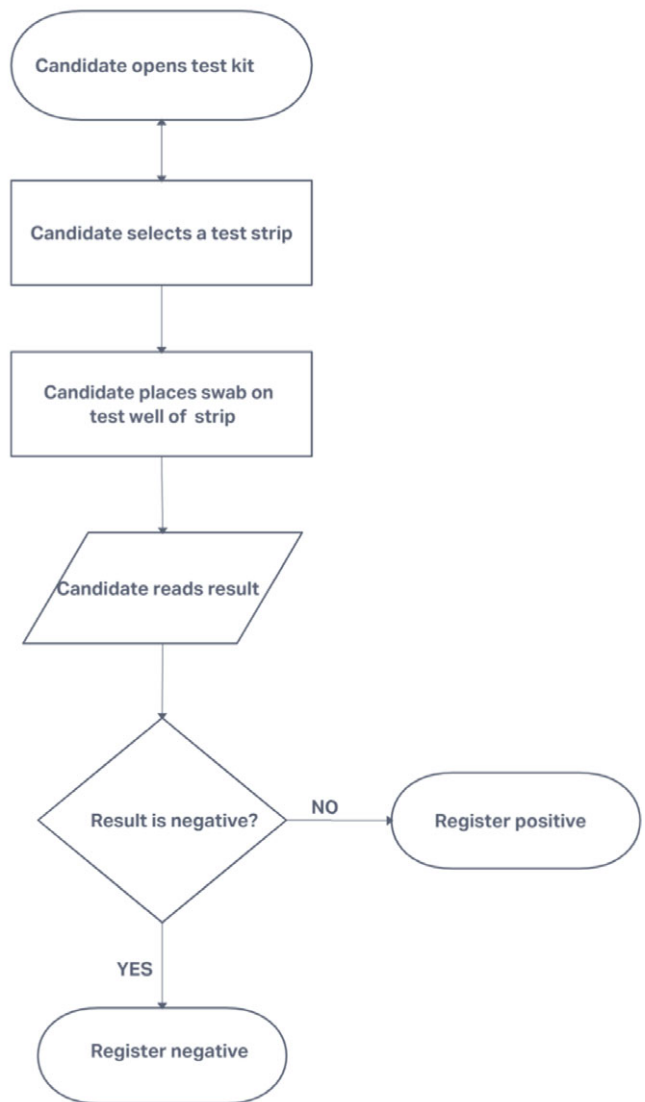 Candidate opens test kit
Candidate selects a test strip
Candidate places swab on
test well of strip
Candidate reads result
Result is negative?
NO
Register positive
YES
Register negative